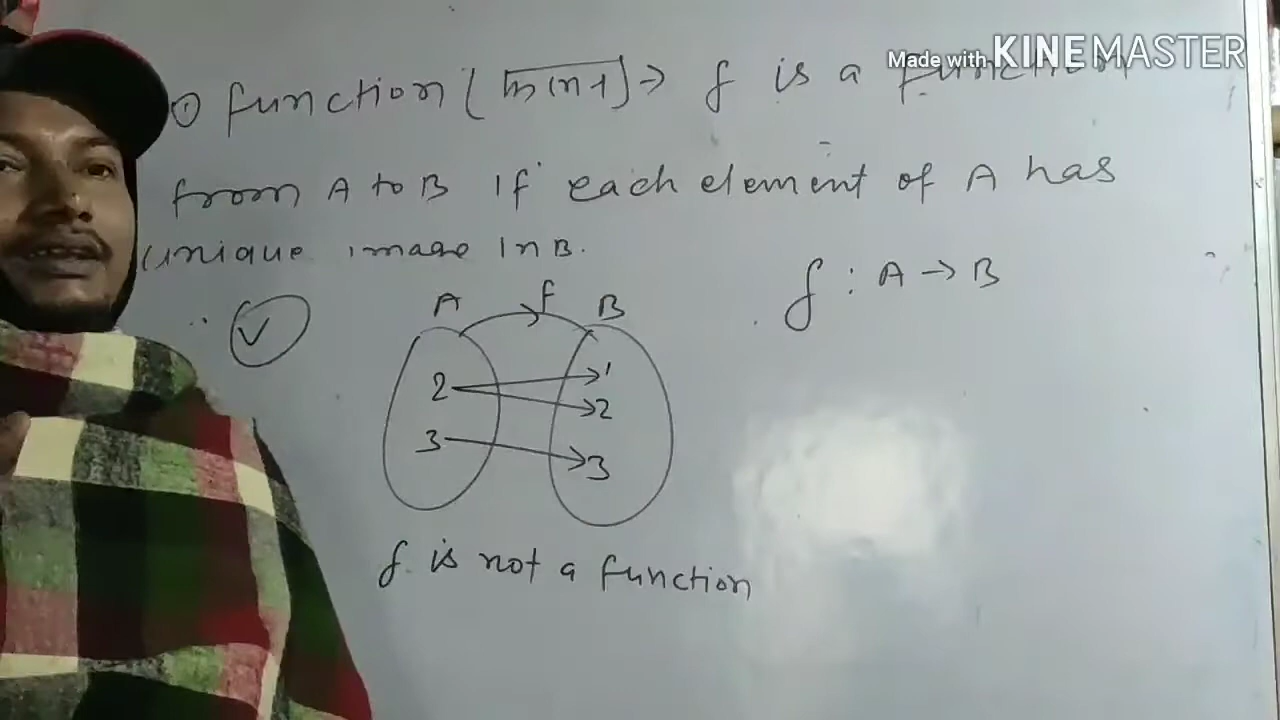 Made with KINEMASTER
① function ( ) → f is a function
from A to B If each element of A has
unique image In B.
f : A → B
A f B
2 1
2
3 3
f is not a function